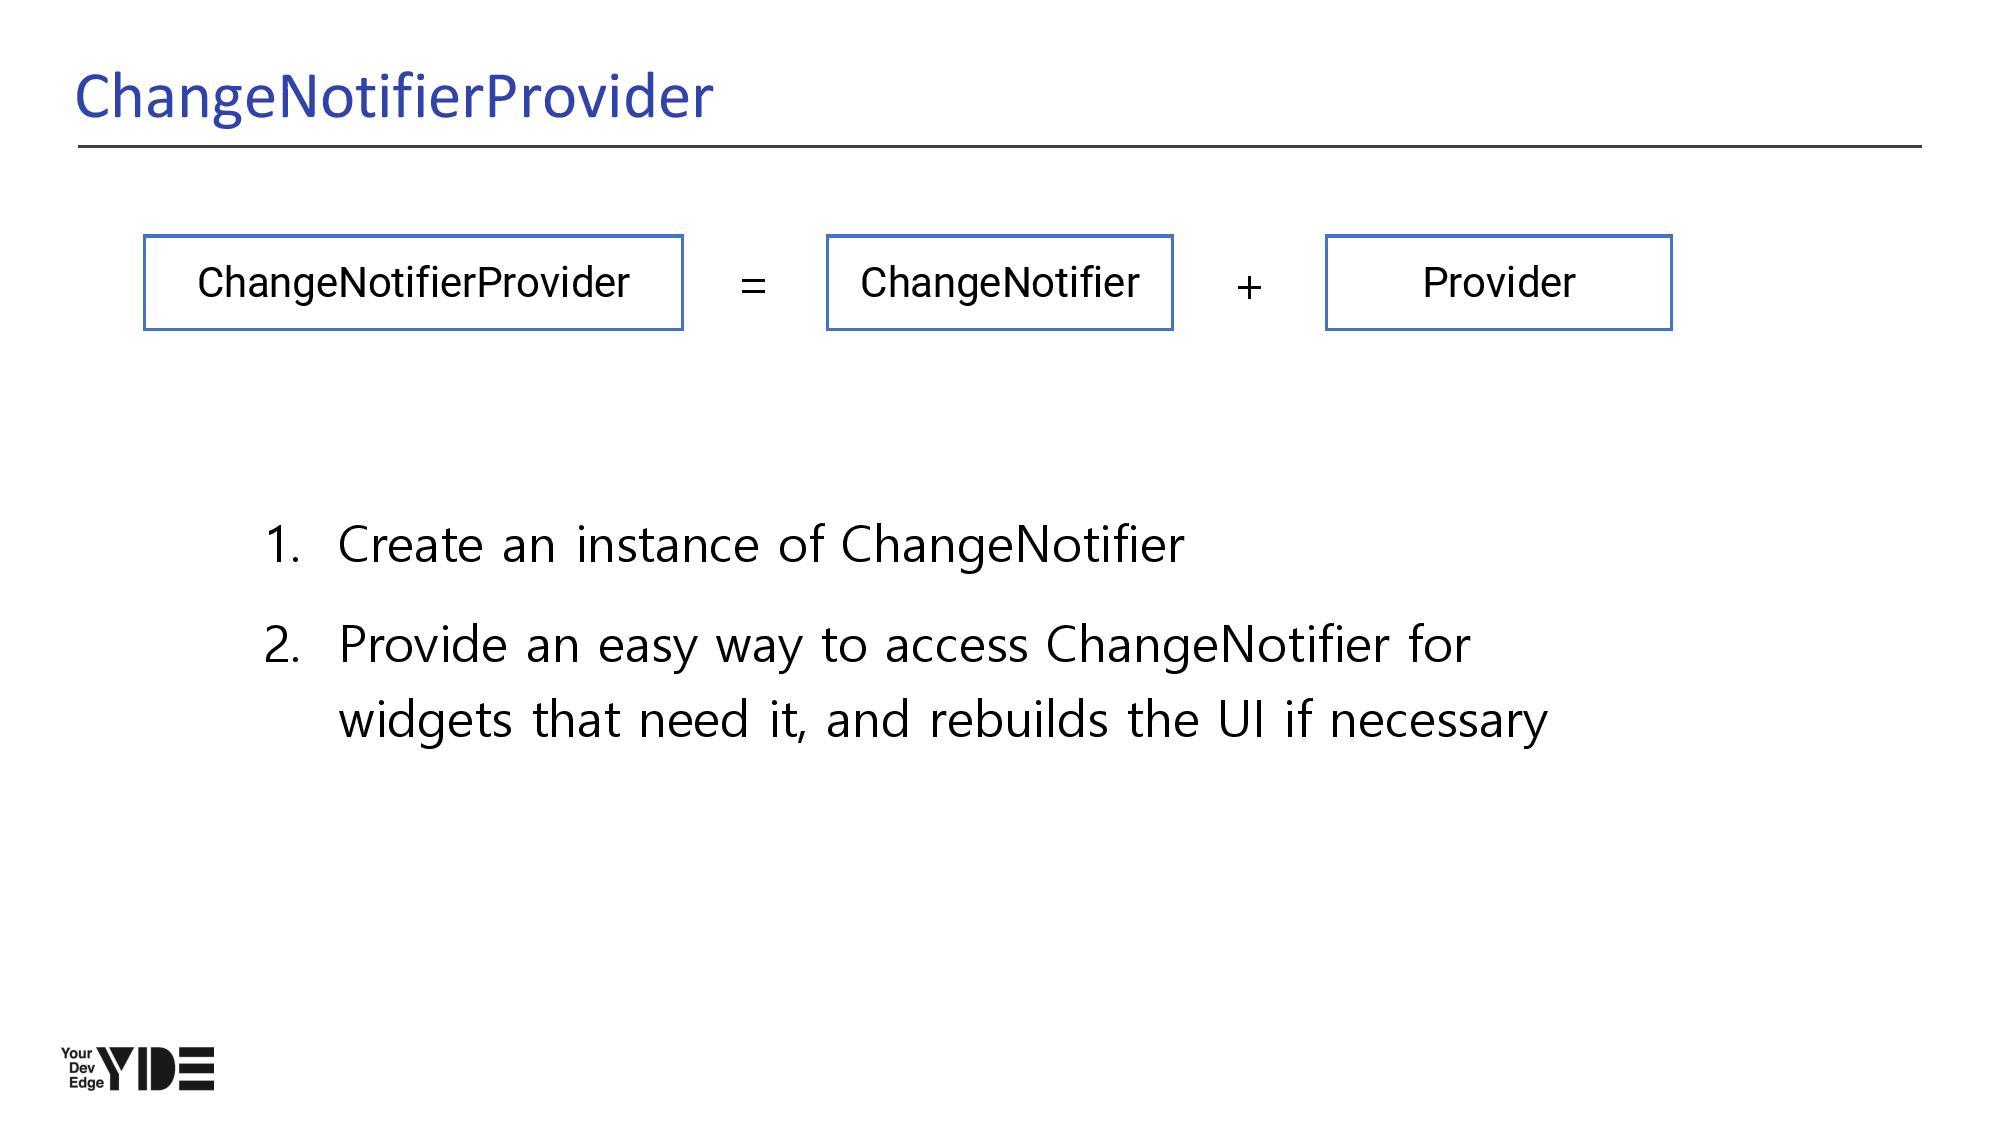 ChangeNotifierProvider
ChangeNotifierProvider = ChangeNotifier + Provider
1. Create an instance of ChangeNotifier
2. Provide an easy way to access ChangeNotifier for
widgets that need it, and rebuilds the UI if necessary
Your
Dev
Edge
YDE